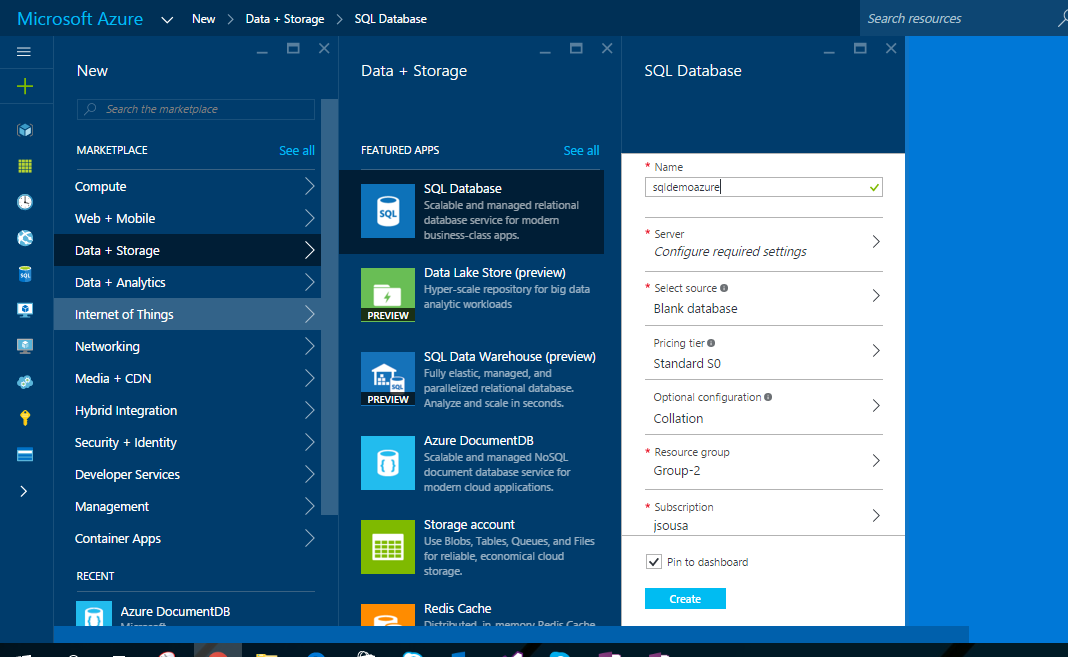 Microsoft Azure New Data + Storage SQL Database Search resources
New
Search the marketplace
MARKETPLACE See all
Compute
Web + Mobile
Data + Storage
Data + Analytics
Internet of Things
Networking
Media + CDN
Hybrid Integration
Security + Identity
Developer Services
Management
Container Apps
RECENT
Azure DocumentDB
Microsoft
Data + Storage
FEATURED APPS See all
SQL
SQL Database
Scalable and managed relational
database service for modern
business-class apps.
PREVIEW
Data Lake Store (preview)
Hyper-scale repository for big data
analytic workloads
SQL
PREVIEW
SQL Data Warehouse (preview)
Fully elastic, managed, and
parallelized relational database.
Analyze and scale in seconds.
Azure DocumentDB
Scalable and managed NoSQL
document database service for
modern cloud applications.
Storage account
Use Blobs, Tables, Queues, and Files
for reliable, economical cloud
storage.
Redis Cache
Distributed, in-memory Redis Cache
SQL Database
* Name
sqldemoazure
* Server
Configure required settings
* Select source
Blank database
Pricing tier
Standard S0
Optional configuration
Collation
* Resource group
Group-2
* Subscription
jsousa
Pin to dashboard
Create